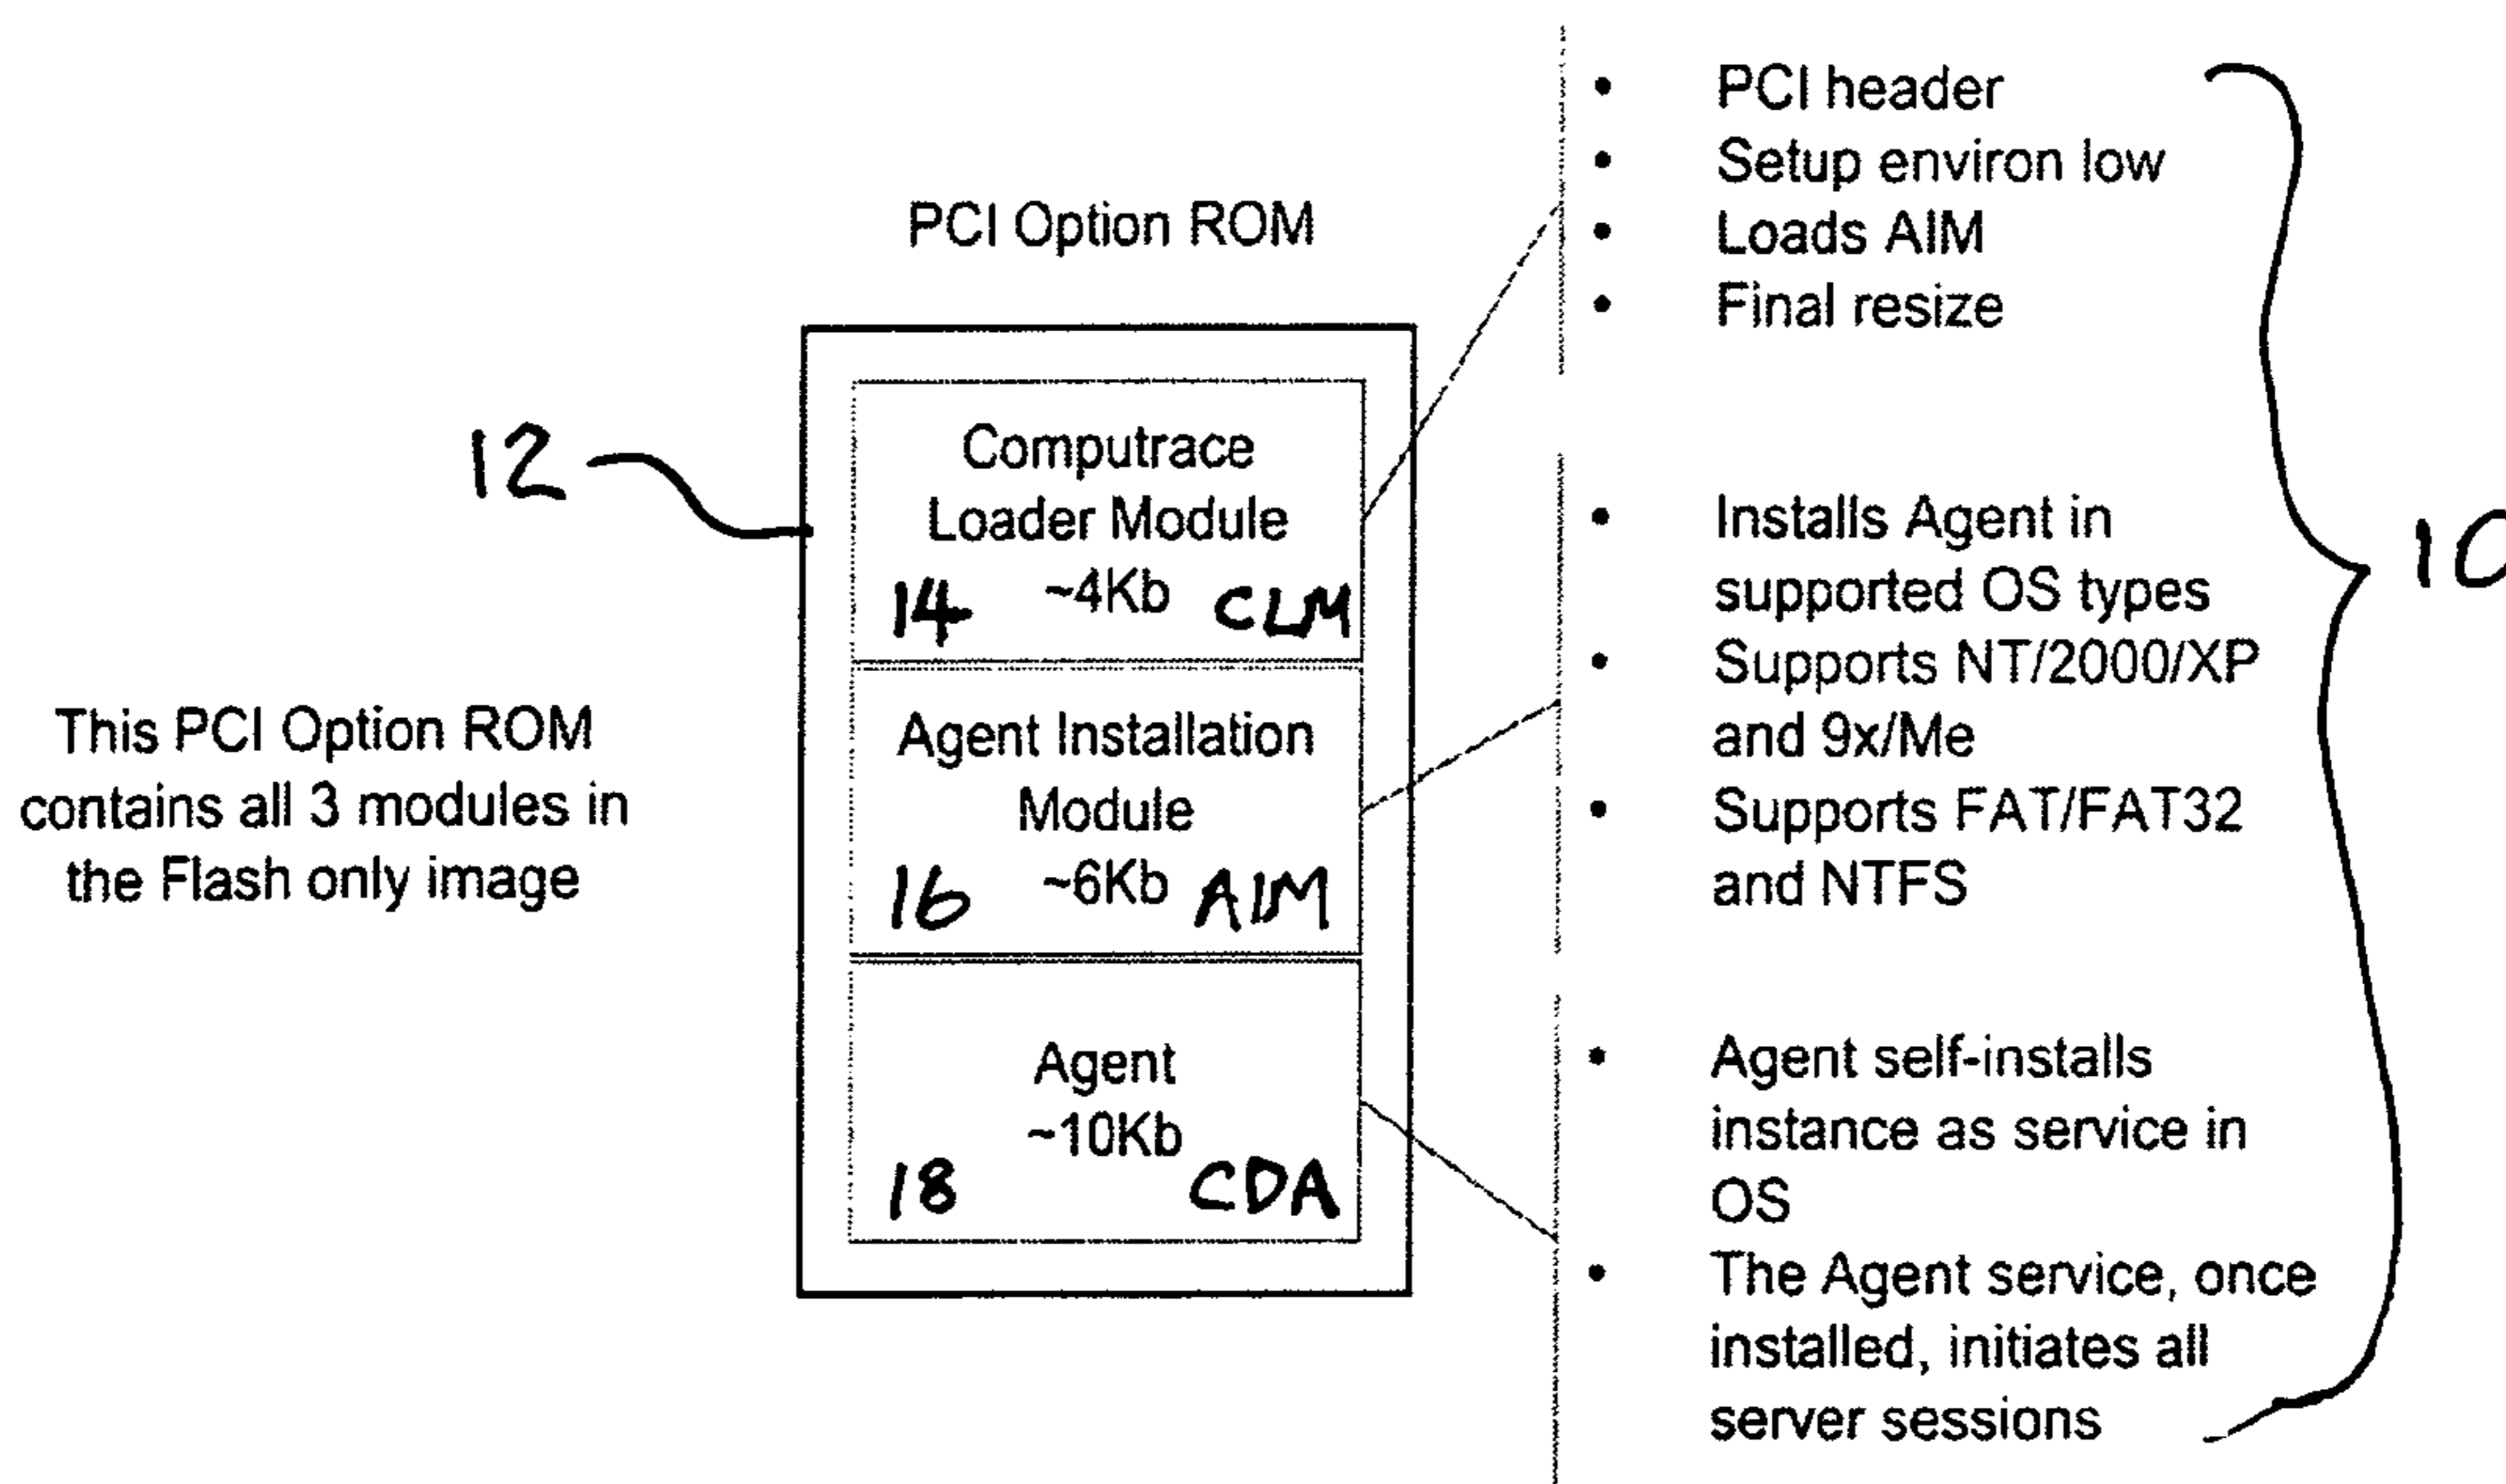 PCI Option ROM
12
Computrace
Loader Module
14 ~4Kb CLM
Agent Installation
Module
16 ~6Kb AIM
Agent
~10Kb
18 CDA
This PCI Option ROM
contains all 3 modules in
the Flash only image
• PCI header
• Setup environ low
• Loads AIM
• Final resize
• Installs Agent in
supported OS types
• Supports NT/2000/XP
and 9x/Me
• Supports FAT/FAT32
and NTFS
• Agent self-installs
instance as service in
OS
• The Agent service, once
installed, initiates all
server sessions
10